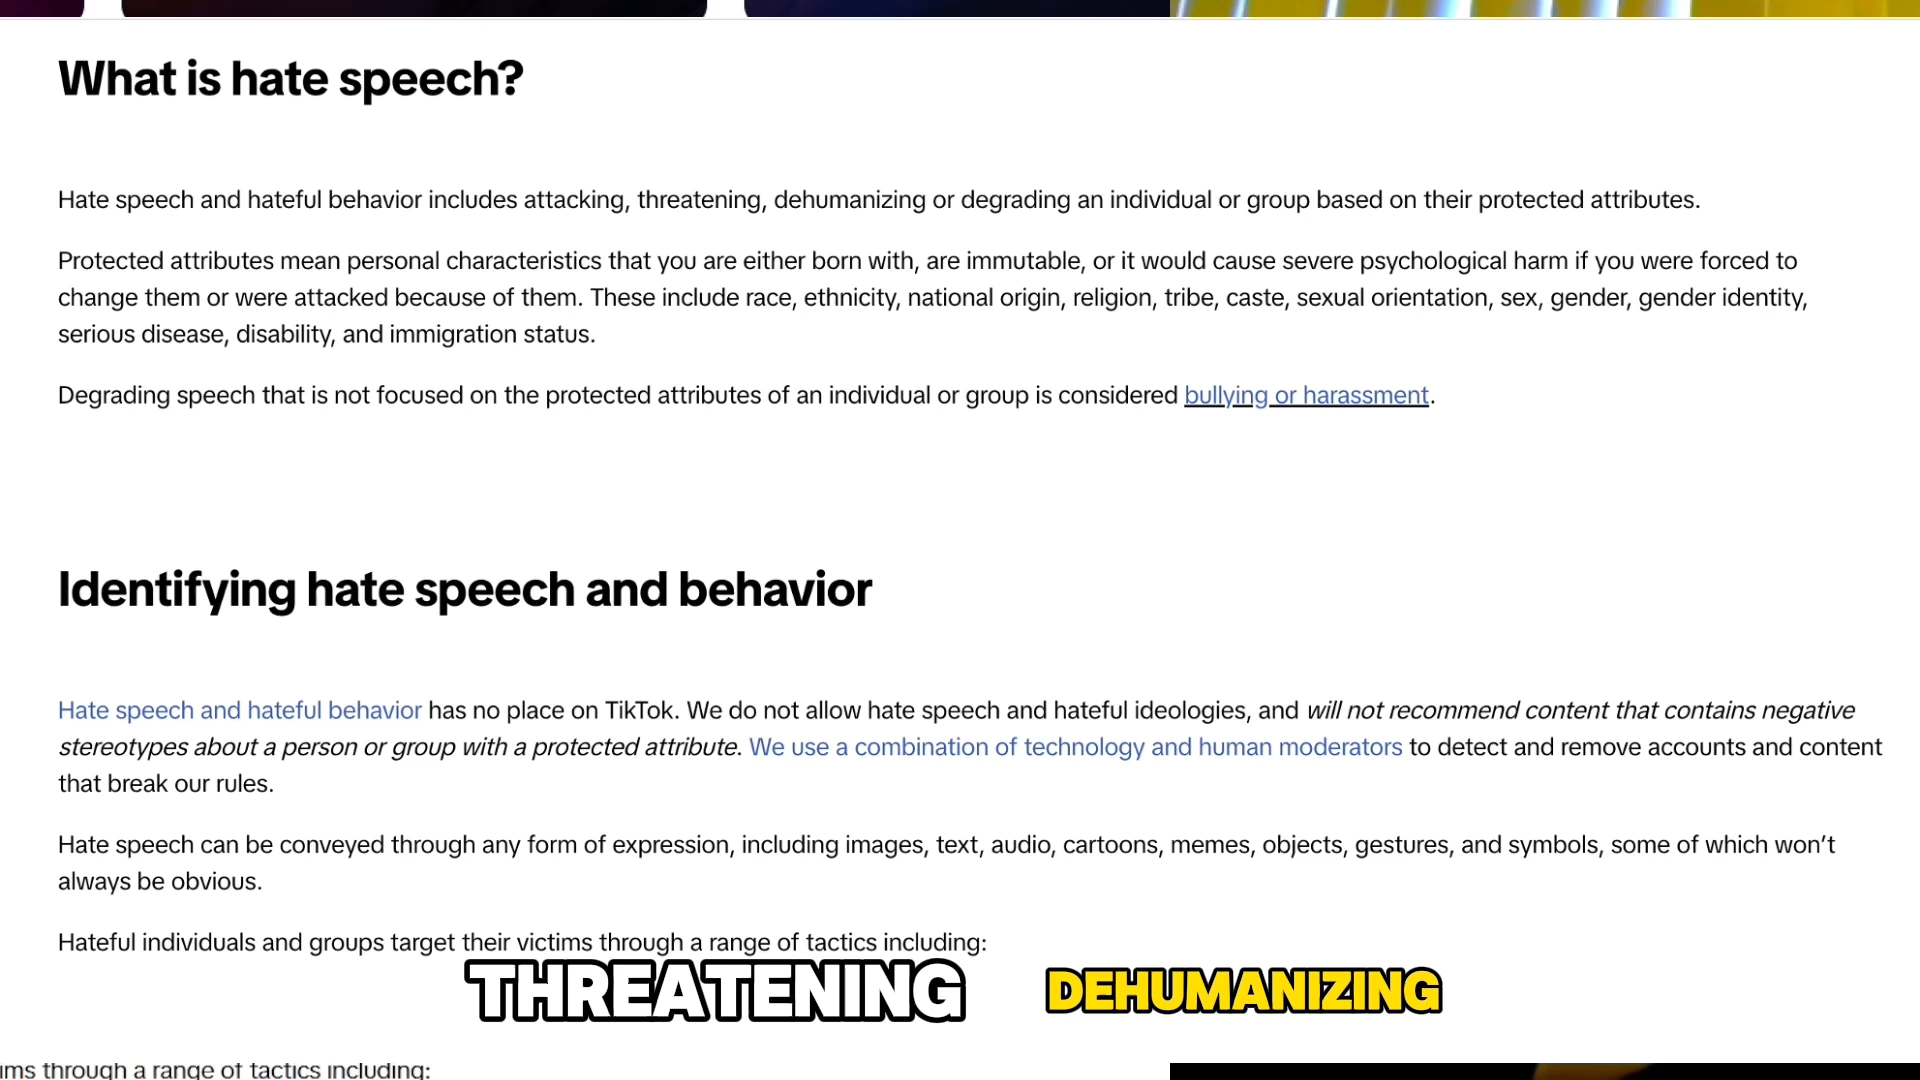 What is hate speech?
Hate speech and hateful behavior includes attacking, threatening, dehumanizing or degrading an individual or group based on their protected attributes.
Protected attributes mean personal characteristics that you are either born with, are immutable, or it would cause severe psychological harm if you were forced to
change them or were attacked because of them. These include race, ethnicity, national origin, religion, tribe, caste, sexual orientation, sex, gender, gender identity,
serious disease, disability, and immigration status.
Degrading speech that is not focused on the protected attributes of an individual or group is considered bullying or harassment.
Identifying hate speech and behavior
Hate speech and hateful behavior has no place on TikTok. We do not allow hate speech and hateful ideologies, and will not recommend content that contains negative
stereotypes about a person or group with a protected attribute. We use a combination of technology and human moderators to detect and remove accounts and content
that break our rules.
Hate speech can be conveyed through any form of expression, including images, text, audio, cartoons, memes, objects, gestures, and symbols, some of which won’t
always be obvious.
Hateful individuals and groups target their victims through a range of tactics including:
THREATENING DEHUMANIZING
ims through a range of tactics including: